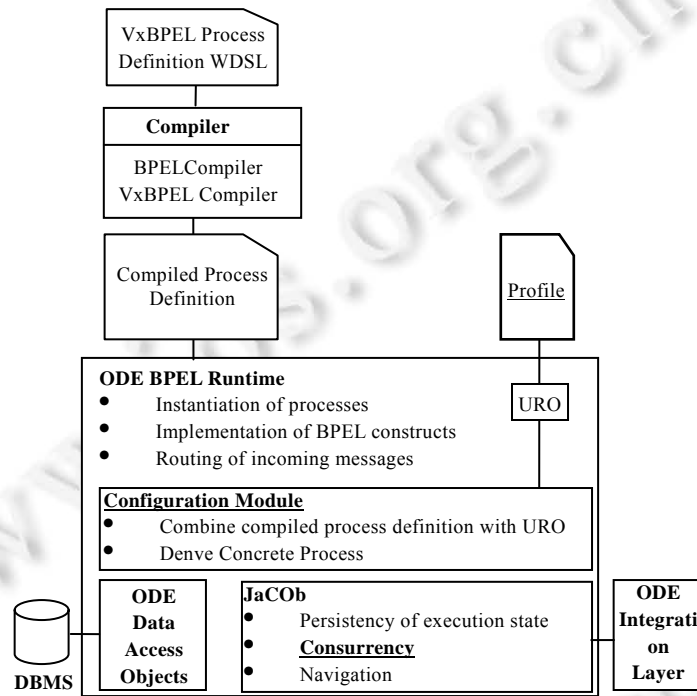 VxBPEL Process
Definition WDSL
Compiler
BPELCompiler
VxBPEL Compiler
Compiled Process
Definition
Profile
ODE BPEL Runtime
• Instantiation of processes
• Implementation of BPEL constructs
• Routing of incoming messages
URO
Configuration Module
• Combine compiled process definition with URO
• Denve Concrete Process
DBMS
ODE
Data
Access
Objects
JaCOb
• Persistency of execution state
• Consurrency
• Navigation
ODE
Integrati
on
Layer